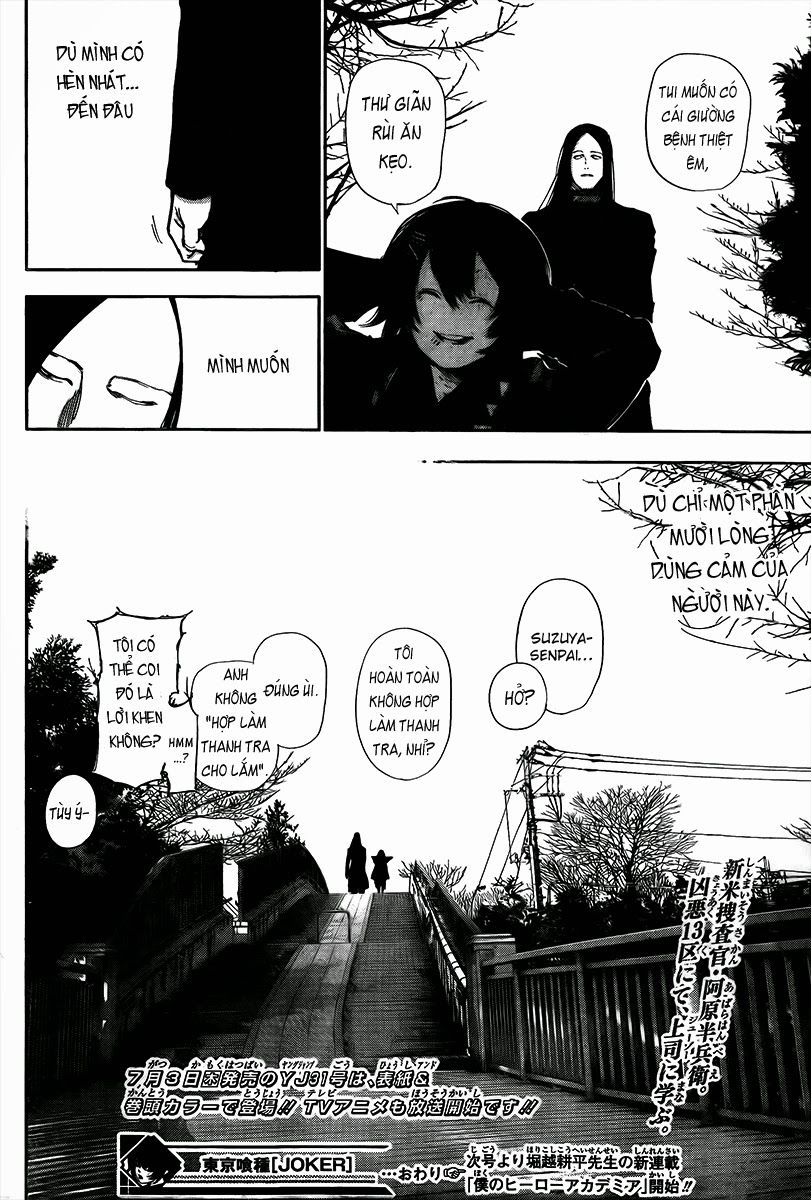 TUI MUỐN CÓ
CÁI GIƯỜNG
BỆNH THIỆT
ÊM,
THƯ GIÃN
RÙI ĂN
KẸO.
DÙ MÌNH CÓ
HÈN NHÁT...
ĐẾN ĐÂU
MÌNH MUỐN
DÙ CHỈ MỘT PHẦN
MƯỜI LÒNG
DŨNG CẢM CỦA
NGƯỜI NÀY.
SUZUYA-
SENPAI...
HỞ?
TÔI
HOÀN TOÀN
KHÔNG HỢP
LÀM THANH
TRA, NHỈ?
ĐÚNG ÙI.
ANH
KHÔNG
"HỢP LÀM
THANH TRA
CHO LẮM".
HMM
...?
TÔI CÓ
THỂ COI
ĐÓ LÀ
LỜI KHEN
KHÔNG?
TÙY Ý-
新米捜査官・阿原半兵衛。
凶悪13区にて、上司に学ぶ。
7月3日木発売のYJ31号は、表紙&
巻頭カラーで登場!! TVアニメも放送開始です!!
東京喰種[JOKER]
…おわり☞
次号より堀越耕平先生の新連載
「僕のヒーローアカデミア」開始!!